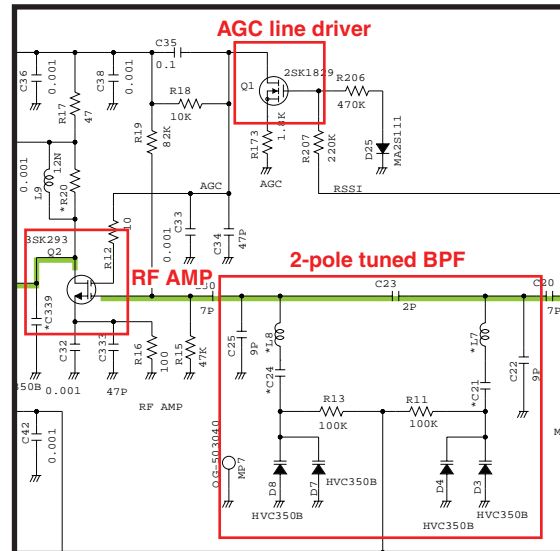 AGC line driver
C35
0.1
C36
0.001
C38
0.001
R17
47
R18
10K
R19
82K
Q1
2SK1829
R206
470K
R173
1.8K
R207
220K
D25
MA2S111
AGC
RSSI
0.001
L9
12N
*R20
AGC
C33
0.001
C34
47P
3SK293
Q2
R12
10
RF AMP
2-pole tuned BPF
7P
C23
2P
C20
7P
*C339
C25
9P
*L8
*C24
*L7
*C21
C22
9P
C32
0.001
C333
47P
R16
100
R15
47K
350B
RF AMP
R13
100K
R11
100K
C42
0.001
OG-503040
MP7
D8
D7
HVC350B
HVC350B
D4
D3
HVC350B
HVC350B